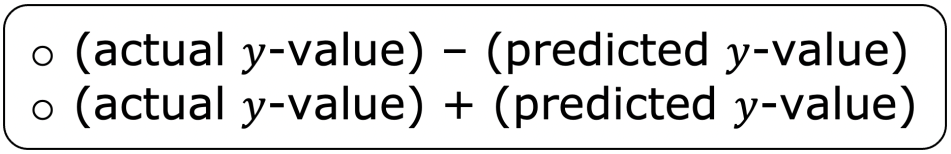 (actual y-value) – (predicted y-value)
(actual y-value) + (predicted y-value)